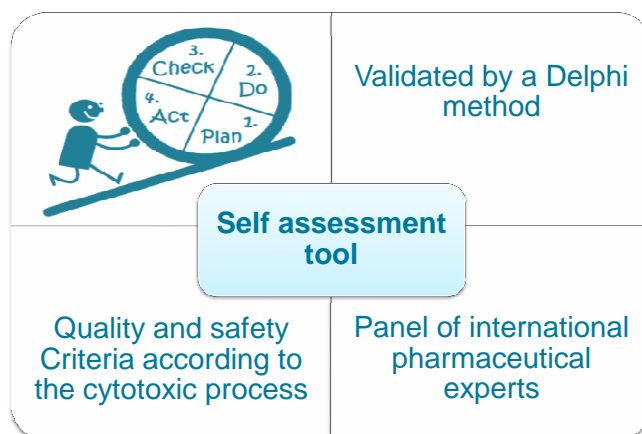 3.
Check
2.
Do
4.
Act
1.
Plan
Validated by a Delphi
method
Self assessment
tool
Quality and safety
Criteria according to
the cytotoxic process
Panel of international
pharmaceutical
experts